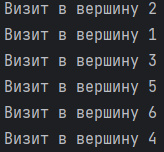 Визит в вершину 2
Визит в вершину 1
Визит в вершину 3
Визит в вершину 5
Визит в вершину 6
Визит в вершину 4